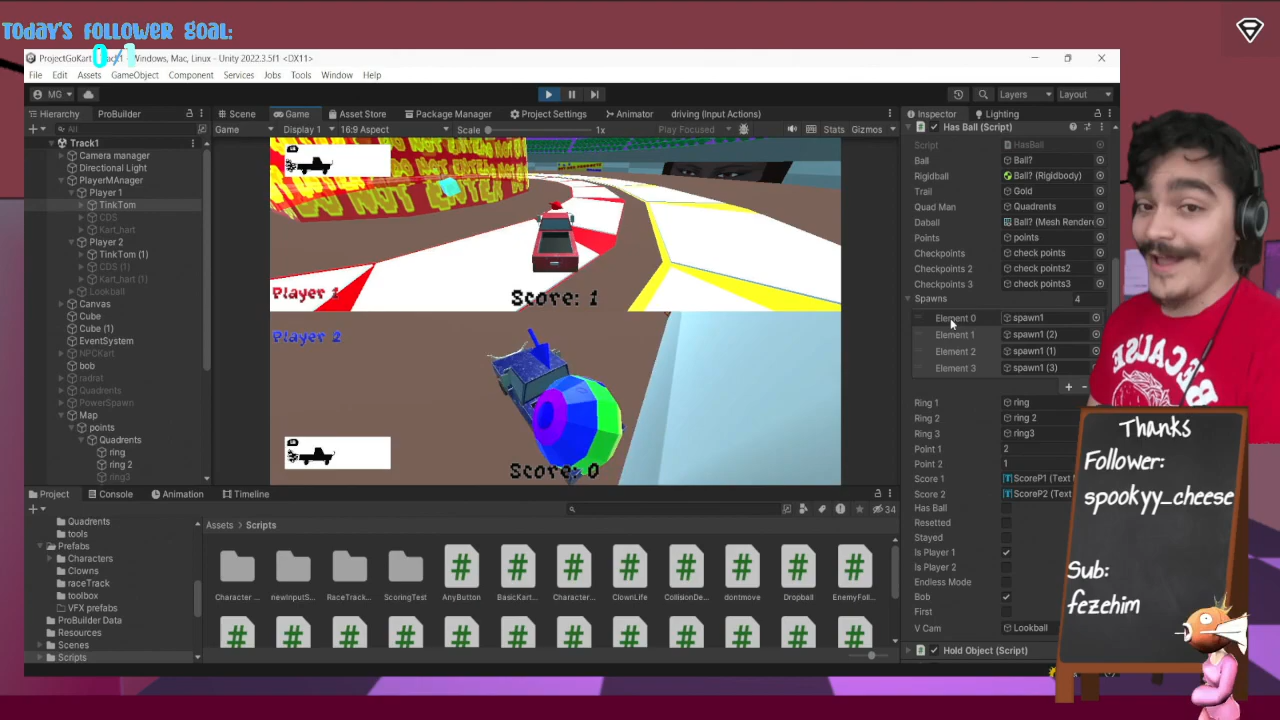 Today's follower goal:
0/1
ProjectGoKart - Track1 - Windows, Mac, Linux - Unity 2022.3.5f1 <DX11>
File Edit Assets GameObject Component Services Jobs Tools Window Help
MG Layers Layout
Hierarchy ProBuilder Scene Game Asset Store Package Manager Project Settings Animator driving (Input Actions) Inspector Lighting
All Game Display 1 16:9 Aspect Scale 1x Play Focused Stats Gizmos
Track1
Camera manager
Directional Light
PlayerMAnager
Player 1
TinkTom
CDS
Kart_hart
Player 2
TinkTom (1)
CDS (1)
Kart_hart (1)
Lookball
Canvas
Cube
Cube (1)
EventSystem
NPCKart
bob
radrat
Quadrents
PowerSpawn
Map
points
Quadrents
ring
ring 2
ring3
DO NOT ENTER
Player 1
Score: 1
Player 2
Score: 0
Has Ball (Script)
Script HasBall
Ball Ball?
Rigidball Ball? (Rigidbody)
Trail Gold
Quad Man Quadrents
Daball Ball? (Mesh Rendere
Points points
Checkpoints check points
Checkpoints 2 check points2
Checkpoints 3 check points3
Spawns 4
Element 0 spawn1
Element 1 spawn1 (2)
Element 2 spawn1 (1)
Element 3 spawn1 (3)
Ring 1 ring
Ring 2 ring 2
Ring 3 ring3
Point 1 2
Point 2 1
Score 1 ScoreP1 (Text
Score 2 ScoreP2 (Text
Has Ball
Resetted
Stayed
Is Player 1
Is Player 2
Endless Mode
Bob
First
V Cam Lookball
Hold Object (Script)
Project Console Animation Timeline
34
Quadrents
tools
Prefabs
Characters
Clowns
raceTrack
toolbox
VFX prefabs
ProBuilder Data
Resources
Scenes
Scripts
Assets > Scripts
Character ... newInputS... RaceTrack... ScoringTest AnyButton BasicKart... Character... ClownLife CollisionDe... dontmove Dropball EnemyFoll...
BECAUSE
Thanks
Follower:
spookyy_cheese
Sub:
fezehim